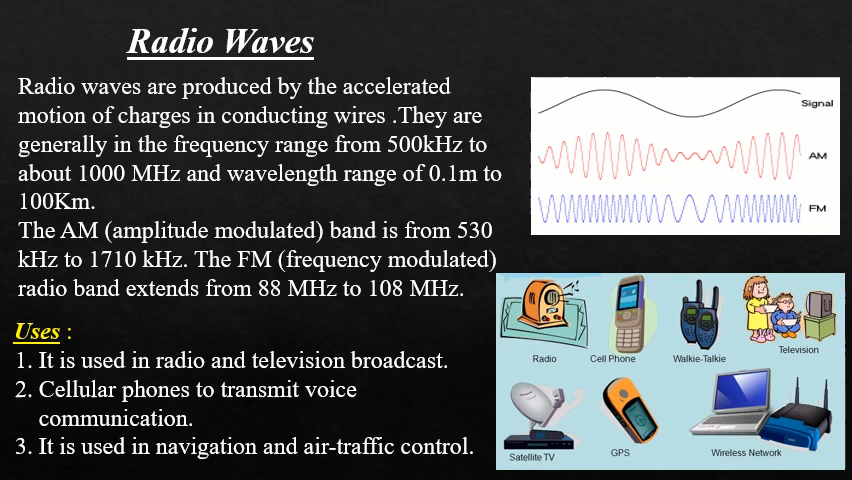 Radio Waves
Radio waves are produced by the accelerated
motion of charges in conducting wires .They are
generally in the frequency range from 500kHz to
about 1000 MHz and wavelength range of 0.1m to
100Km.
The AM (amplitude modulated) band is from 530
kHz to 1710 kHz. The FM (frequency modulated)
radio band extends from 88 MHz to 108 MHz.
Uses :
1. It is used in radio and television broadcast.
2. Cellular phones to transmit voice
communication.
3. It is used in navigation and air-traffic control.
Signal
AM
FM
Radio
Cell Phone
Walkie-Talkie
Television
Satellite TV
GPS
Wireless Network